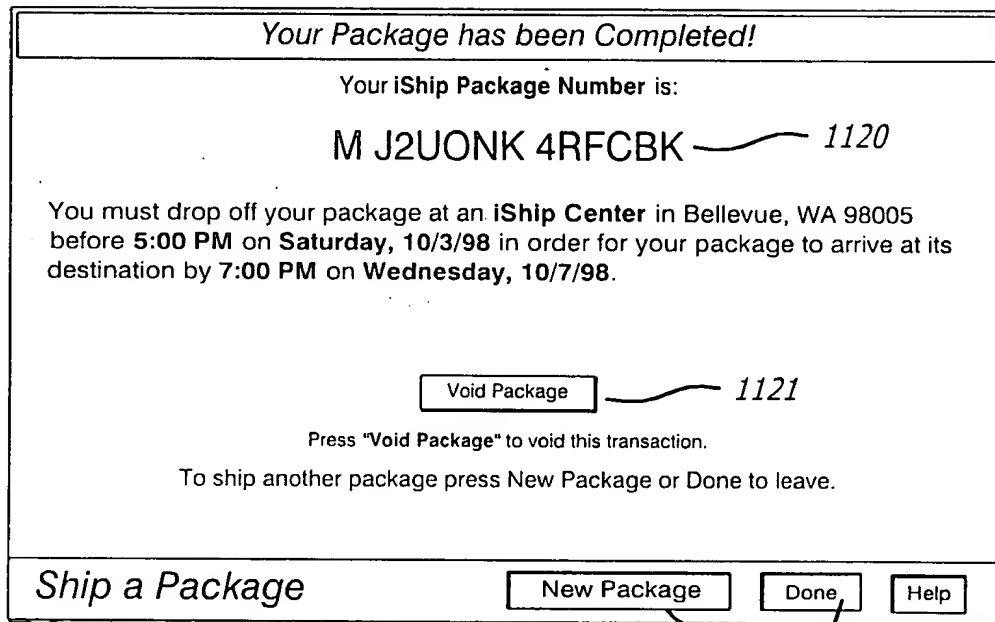 Your Package has been Completed!
Your iShip Package Number is:
M J2UONK 4RFCBK 1120
You must drop off your package at an iShip Center in Bellevue, WA 98005
before 5:00 PM on Saturday, 10/3/98 in order for your package to arrive at its
destination by 7:00 PM on Wednesday, 10/7/98.
Void Package 1121
Press "Void Package" to void this transaction.
To ship another package press New Package or Done to leave.
Ship a Package New Package Done Help